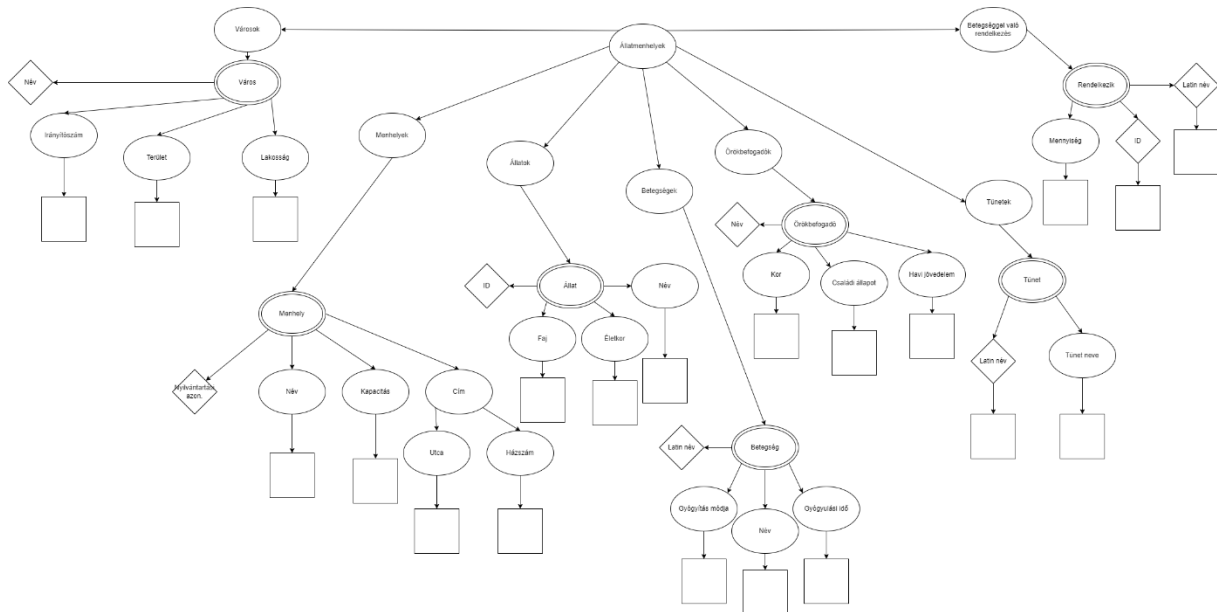 Városok
Állatmenhelyek
Betegséggel való
rendelkezés
Név
Város
Rendelkezik
Latin név
Irányítószám
Terület
Lakosság
Menhelyek
Állatok
Betegségek
Örökbefogadók
Mennyiség
ID
Tünetek
Név
Örökbefogadó
Kor
Családi állapot
Havi jövedelem
Tünet
ID
Állat
Név
Menhely
Faj
Életkor
Latin név
Tünet neve
Nyilvántartási
azon.
Név
Kapacitás
Cím
Utca
Házszám
Latin név
Betegség
Gyógyítás módja
Név
Gyógyulási idő